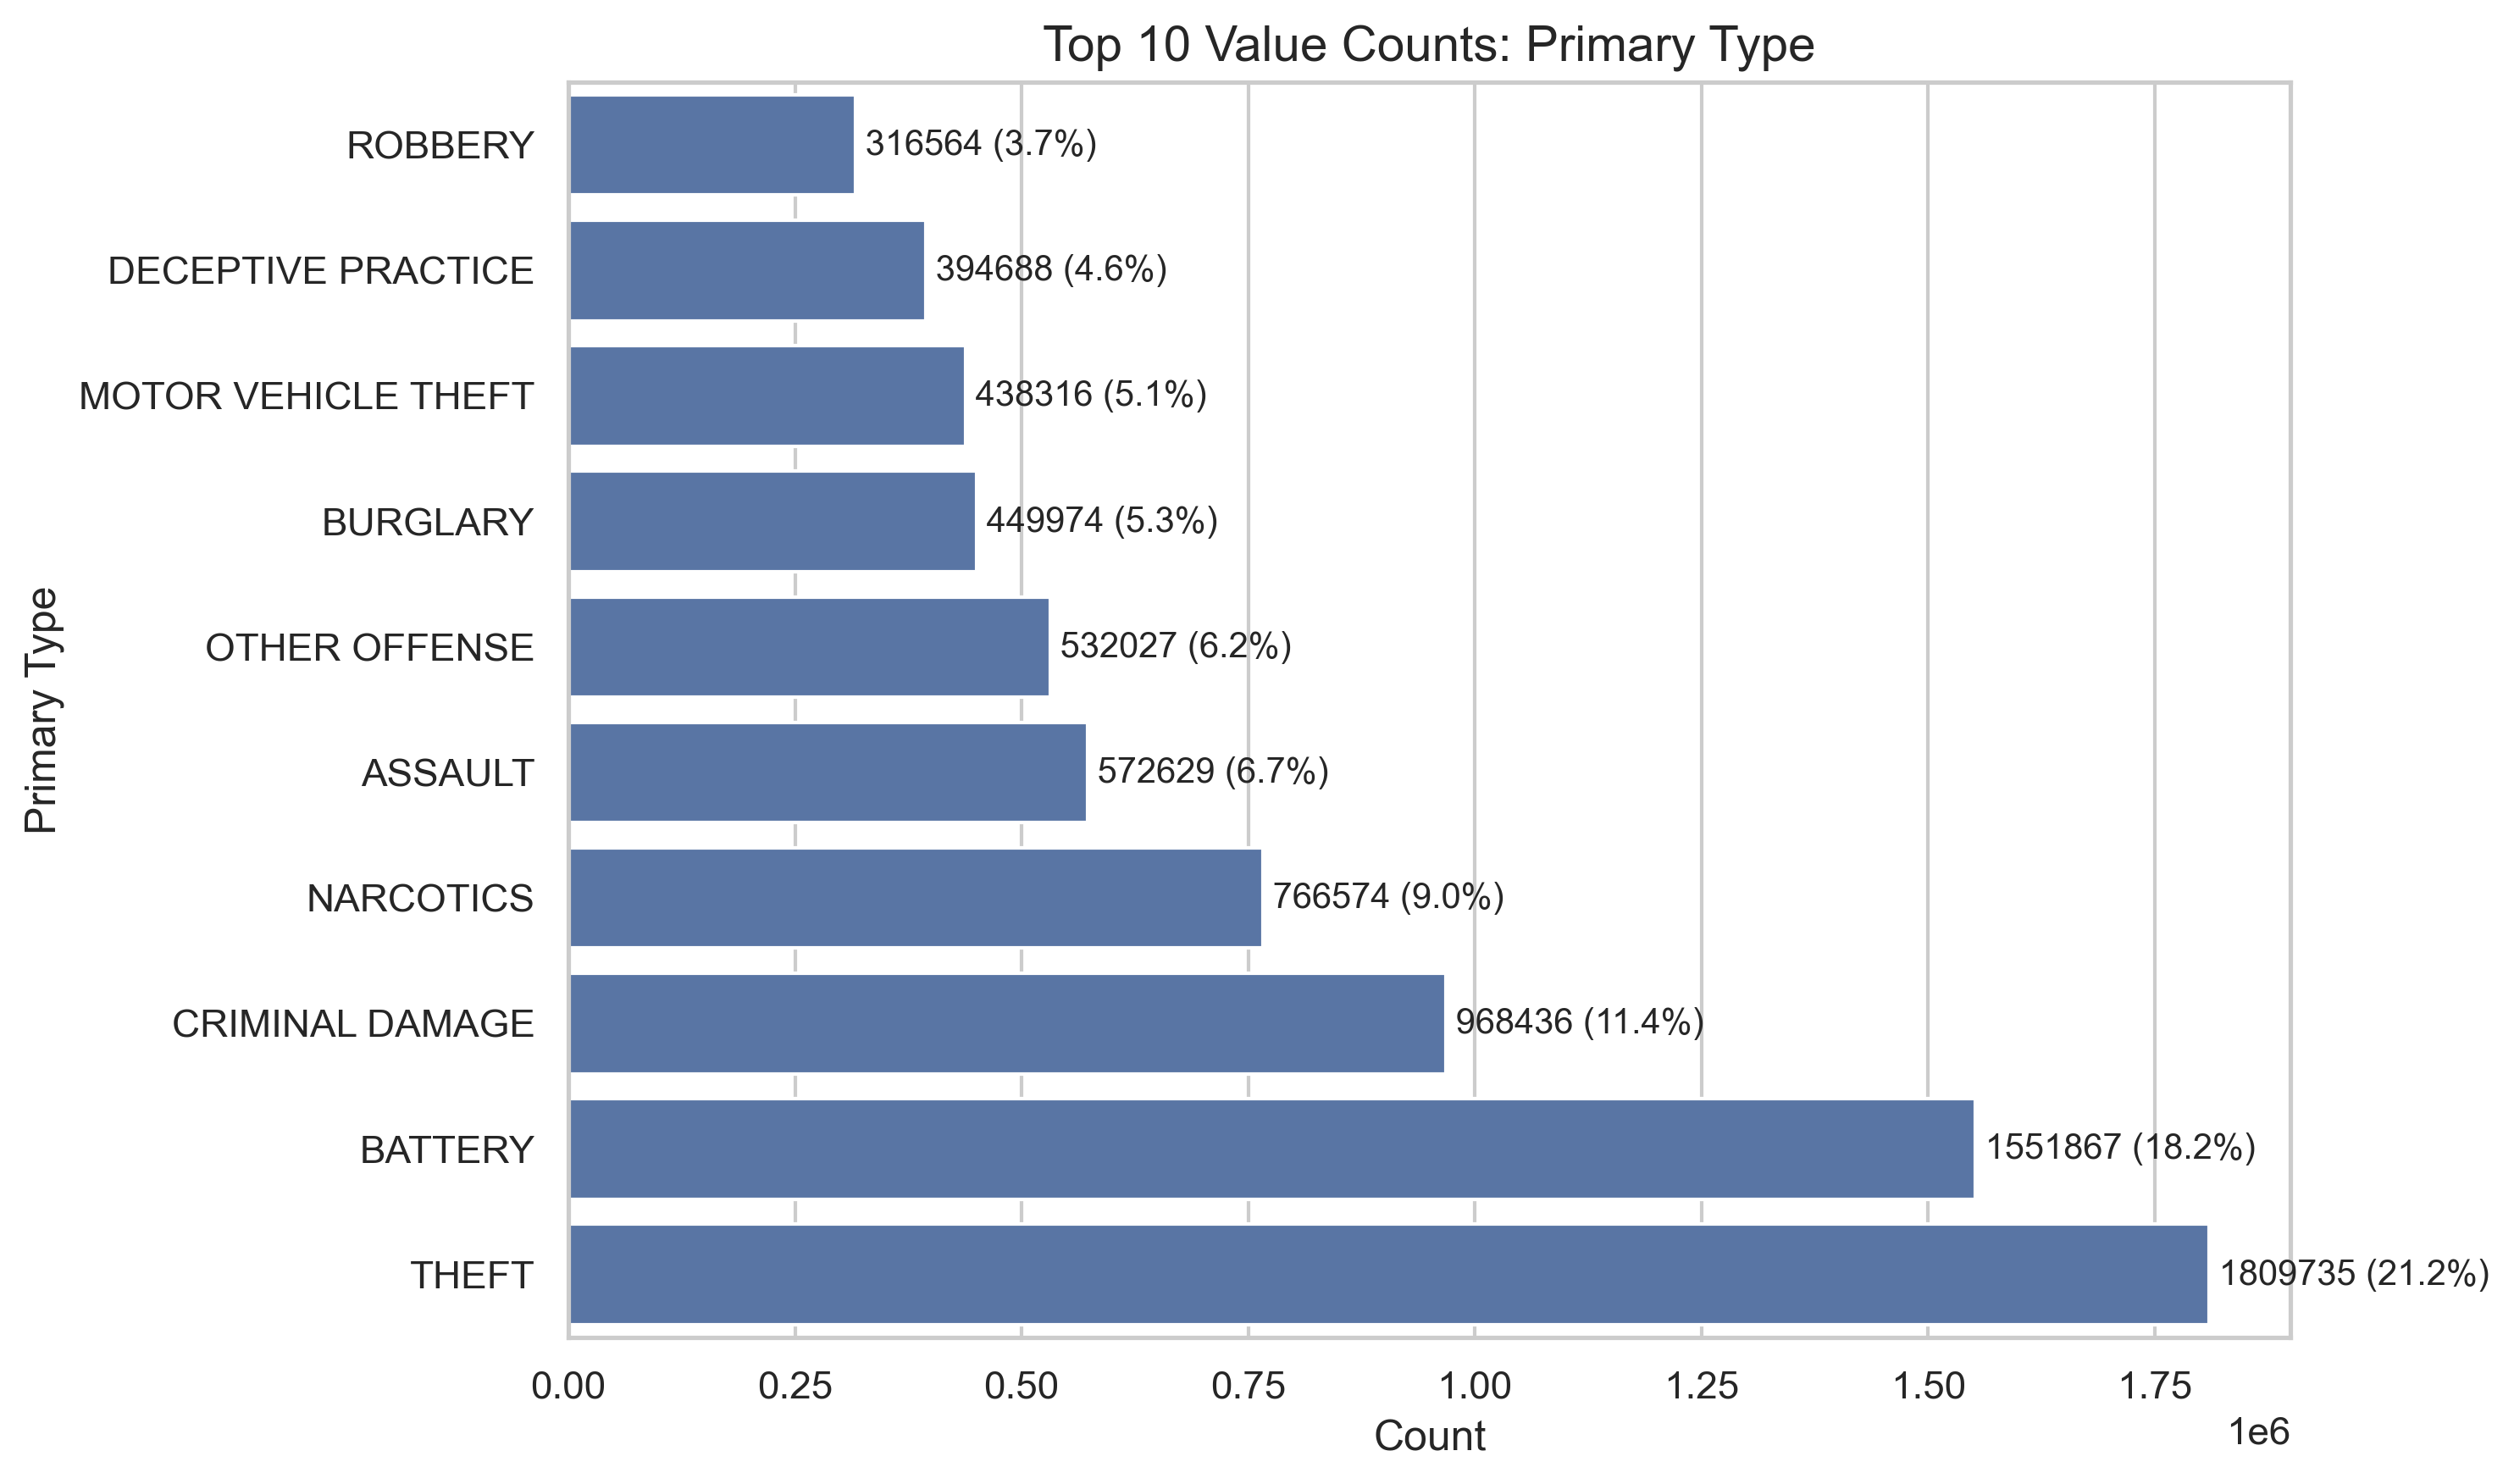 Top 10 Value Counts: Primary Type
Primary Type
ROBBERY 316564 (3.7%)
DECEPTIVE PRACTICE 394688 (4.6%)
MOTOR VEHICLE THEFT 438316 (5.1%)
BURGLARY 449974 (5.3%)
OTHER OFFENSE 532027 (6.2%)
ASSAULT 572629 (6.7%)
NARCOTICS 766574 (9.0%)
CRIMINAL DAMAGE 968436 (11.4%)
BATTERY 1551867 (18.2%)
THEFT 1809735 (21.2%)
0.00 0.25 0.50 0.75 1.00 1.25 1.50 1.75
Count
1e6